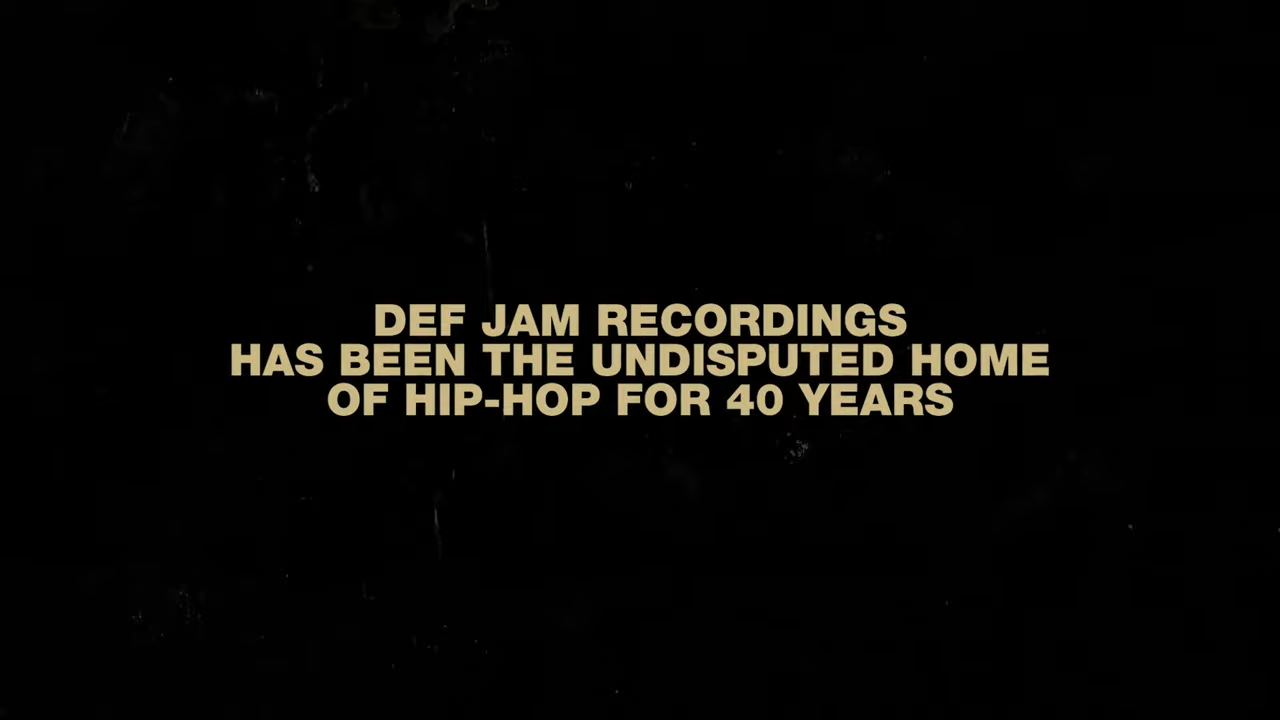 DEF JAM RECORDINGS
HAS BEEN THE UNDISPUTED HOME
OF HIP-HOP FOR 40 YEARS